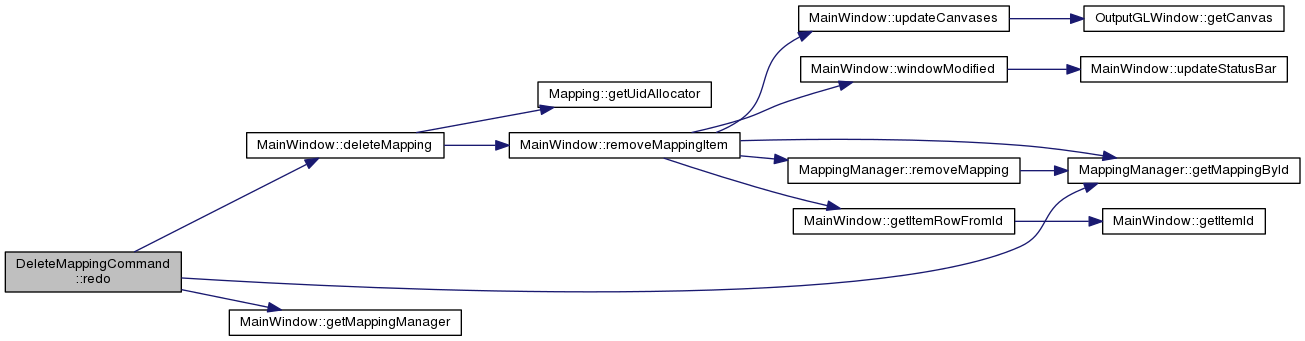 MainWindow::updateCanvases
OutputGLWindow::getCanvas
MainWindow::windowModified
MainWindow::updateStatusBar
Mapping::getUidAllocator
MainWindow::deleteMapping
MainWindow::removeMappingItem
MappingManager::removeMapping
MappingManager::getMappingById
MainWindow::getItemRowFromId
MainWindow::getItemId
DeleteMappingCommand
::redo
MainWindow::getMappingManager